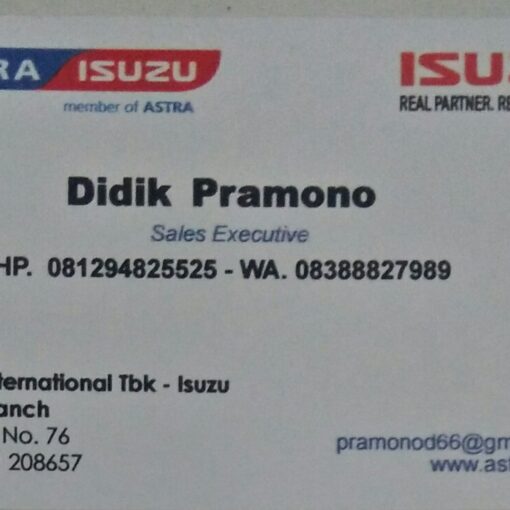 RA ISUZU
member of ASTRA
ISU
REAL PARTNER. RE
Didik Pramono
Sales Executive
HP. 081294825525 - WA. 08388827989
ternational Tbk - Isuzu
anch
No. 76
208657
pramonod66@gm
www.ast